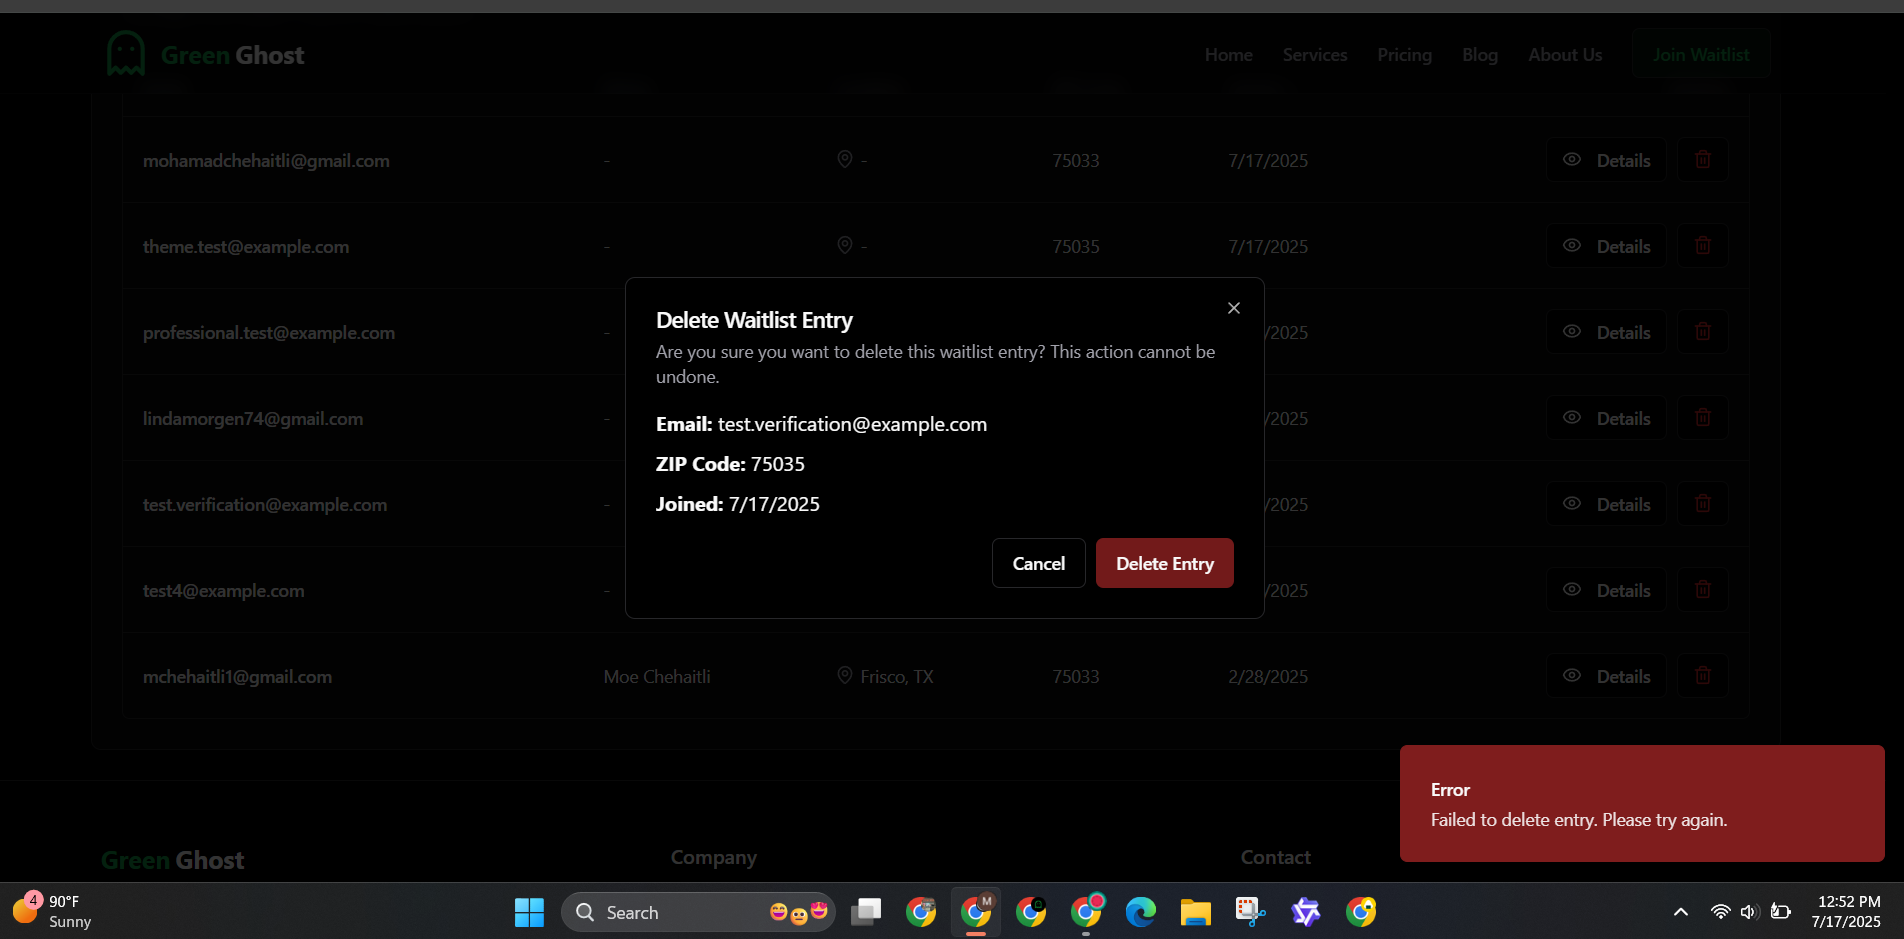 Green Ghost
Home Services Pricing Blog About Us Join Waitlist
mohamadchehaitli@gmail.com - - 75033 7/17/2025 Details
theme.test@example.com - - 75035 7/17/2025 Details
professional.test@example.com - /2025 Details
lindamorgen74@gmail.com - /2025 Details
test.verification@example.com - /2025 Details
test4@example.com - /2025 Details
mchehaitli1@gmail.com Moe Chehaitli Frisco, TX 75033 2/28/2025 Details
Delete Waitlist Entry
Are you sure you want to delete this waitlist entry? This action cannot be
undone.
Email: test.verification@example.com
ZIP Code: 75035
Joined: 7/17/2025
Cancel Delete Entry
Error
Failed to delete entry. Please try again.
Green Ghost Company Contact
4 90°F
Sunny
Search
M
12:52 PM
7/17/2025